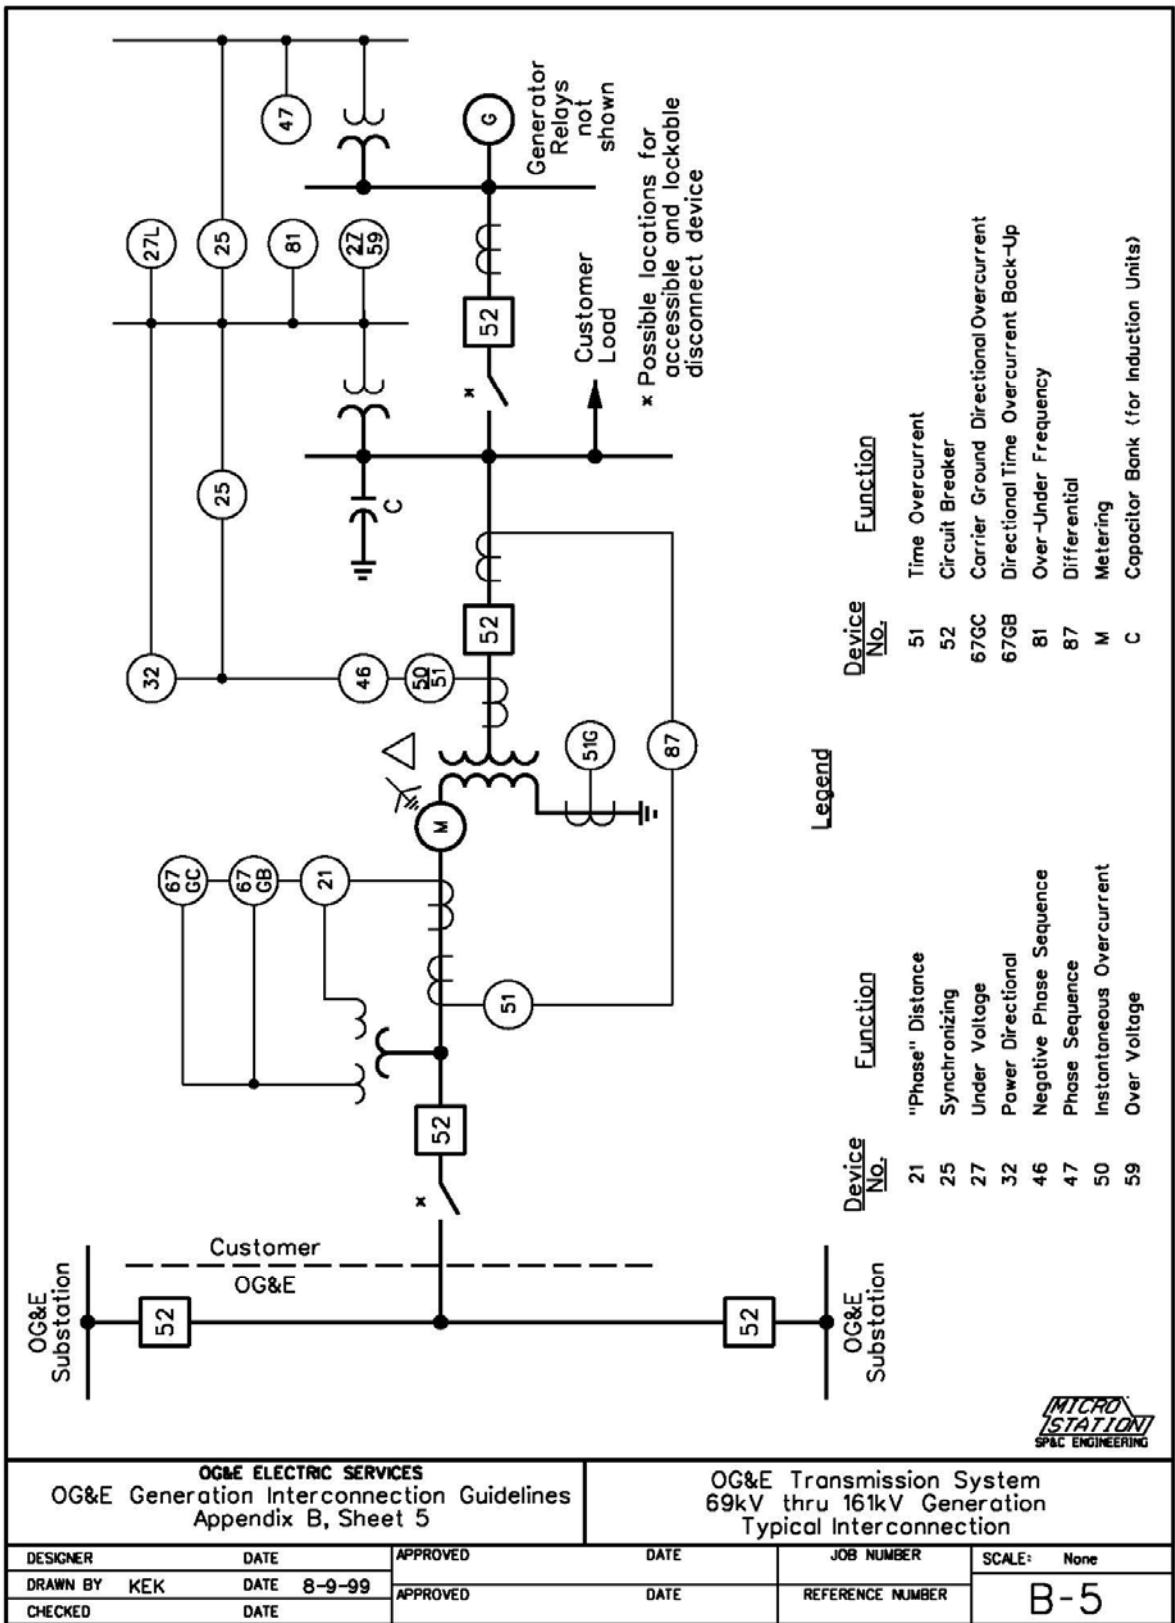 OG&E
Substation
52
Customer
OG&E
52
OG&E
Substation
*
52
67
GC
67
GB
21
51
M
51G
87
32
46
50
51
52
25
C
*
52
Customer
Load
27L
25
81
27
59
47
G
Generator
Relays
not
shown
* Possible locations for
accessible and lockable
disconnect device
Legend
Device
No.
Function
21 "Phase" Distance
25 Synchronizing
27 Under Voltage
32 Power Directional
46 Negative Phase Sequence
47 Phase Sequence
50 Instantaneous Overcurrent
59 Over Voltage
Device
No.
Function
51 Time Overcurrent
52 Circuit Breaker
67GC Carrier Ground Directional Overcurrent
67GB Directional Time Overcurrent Back-Up
81 Over-Under Frequency
87 Differential
M Metering
C Capacitor Bank (for Induction Units)
MICRO
STATION
SP&C ENGINEERING
OG&E ELECTRIC SERVICES
OG&E Generation Interconnection Guidelines
Appendix B, Sheet 5
OG&E Transmission System
69kV thru 161kV Generation
Typical Interconnection
DESIGNER DATE APPROVED DATE JOB NUMBER SCALE: None
DRAWN BY KEK DATE 8-9-99 APPROVED DATE REFERENCE NUMBER B-5
CHECKED DATE